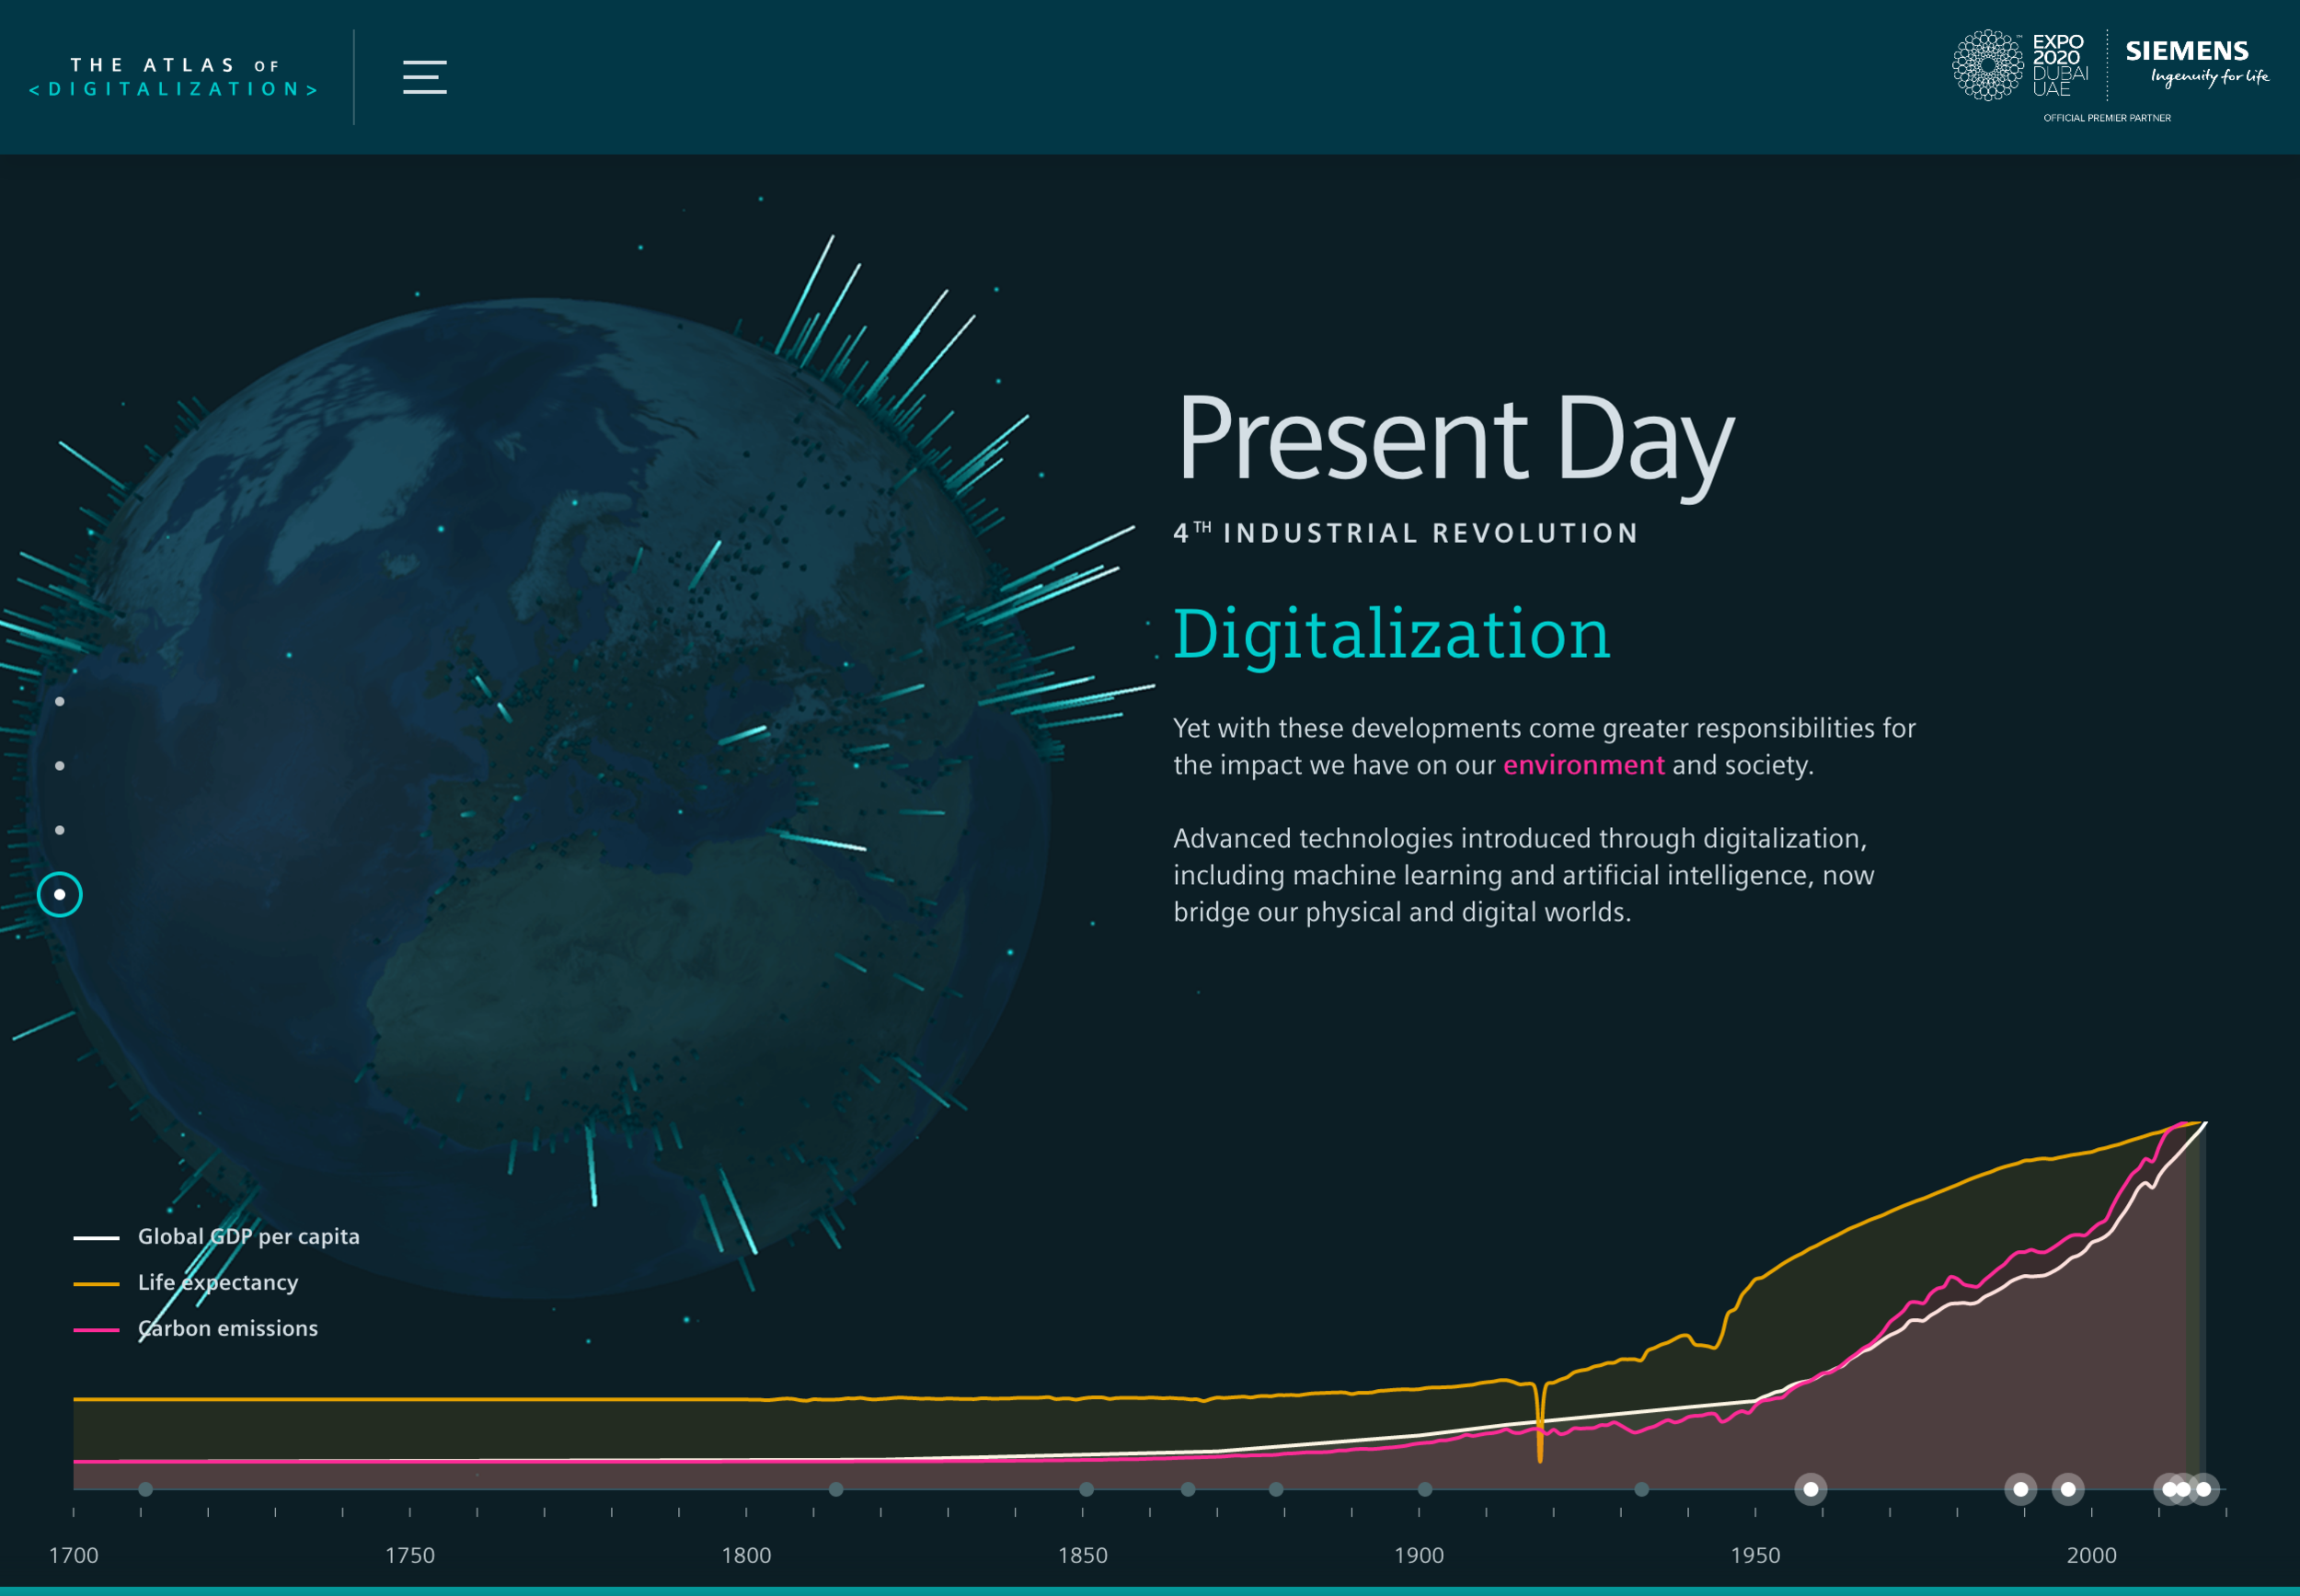 THE ATLAS OF
<DIGITALIZATION>
EXPO
2020
DUBAI
UAE
SIEMENS
Ingenuity for life
OFFICIAL PREMIER PARTNER
Present Day
4TH INDUSTRIAL REVOLUTION
Digitalization
Yet with these developments come greater responsibilities for
the impact we have on our environment and society.
Advanced technologies introduced through digitalization,
including machine learning and artificial intelligence, now
bridge our physical and digital worlds.
Global GDP per capita
Life expectancy
Carbon emissions
1700 1750 1800 1850 1900 1950 2000